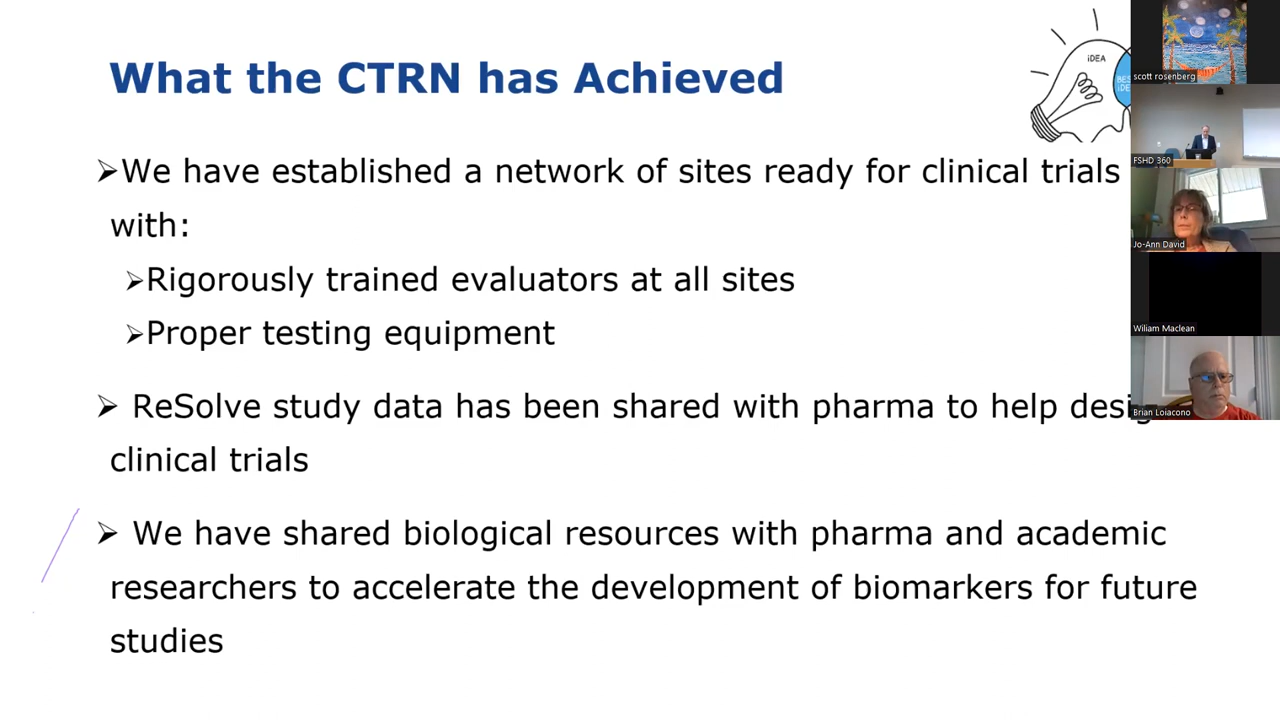 What the CTRN has Achieved
iDEA
scott rosenberg
➢We have established a network of sites ready for clinical trials
FSHD 360
with:
Jo-Ann David
➢Rigorously trained evaluators at all sites
➢Proper testing equipment
Wiliam Maclean
➢ ReSolve study data has been shared with pharma to help
Brian Loiacono
clinical trials
➢ We have shared biological resources with pharma and academic
researchers to accelerate the development of biomarkers for future
studies